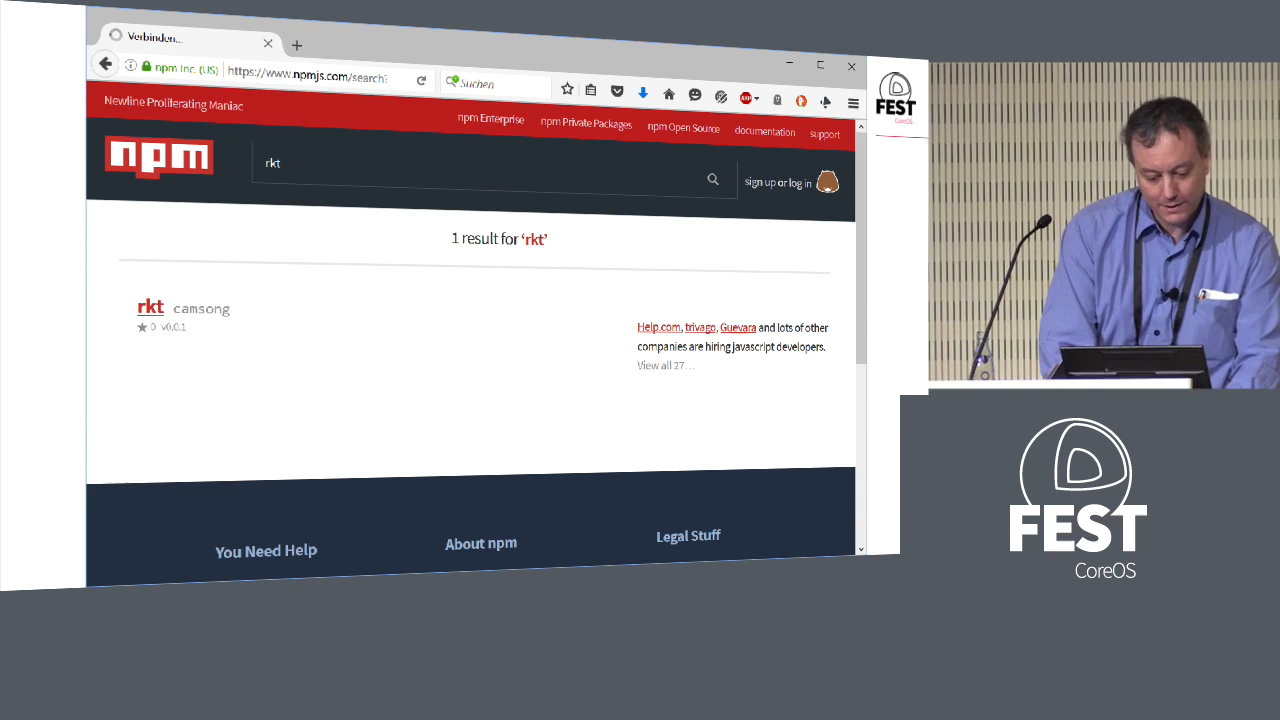 Verbinden...
npm Inc. (US)
https://www.npmjs.com/search?
Suchen
ABP
Newline Proliferating Maniac
npm Enterprise
npm Private Packages
npm Open Source
documentation
support
npm
rkt
sign up or log in
1 result for ‘rkt’
rkt camsong
★ 0 v0.0.1
Help.com, trivago, Guevara and lots of other
companies are hiring javascript developers.
View all 27…
You Need Help
About npm
Legal Stuff
FEST
CoreOS
FEST
CoreOS